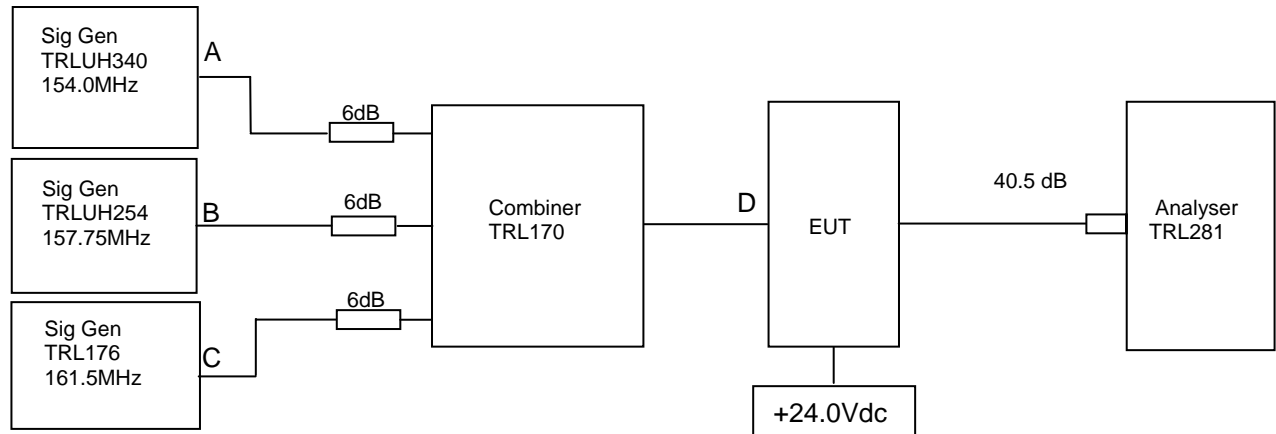 Sig Gen
TRLUH340
154.0MHz
A
6dB
Sig Gen
TRLUH254
157.75MHz
B
6dB
Sig Gen
TRL176
161.5MHz
C
6dB
Combiner
TRL170
D
EUT
+24.0Vdc
40.5 dB
Analyser
TRL281